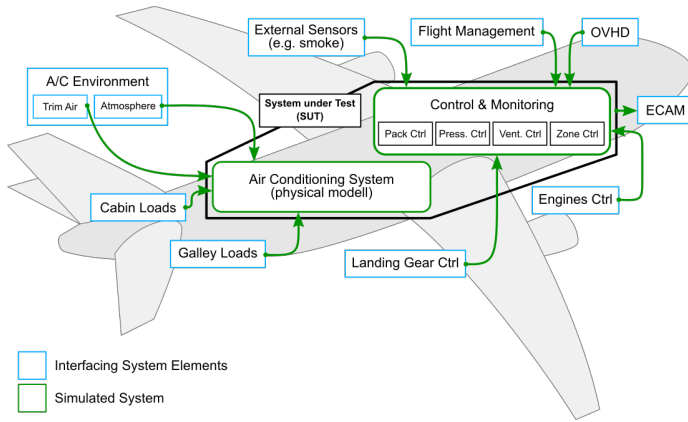 External Sensors
(e.g. smoke)
Flight Management
OVHD
A/C Environment
Trim Air
Atmosphere
System under Test
(SUT)
Control & Monitoring
ECAM
Pack Ctrl
Press. Ctrl
Vent. Ctrl
Zone Ctrl
Air Conditioning System
(physical modell)
Cabin Loads
Engines Ctrl
Galley Loads
Landing Gear Ctrl
Interfacing System Elements
Simulated System